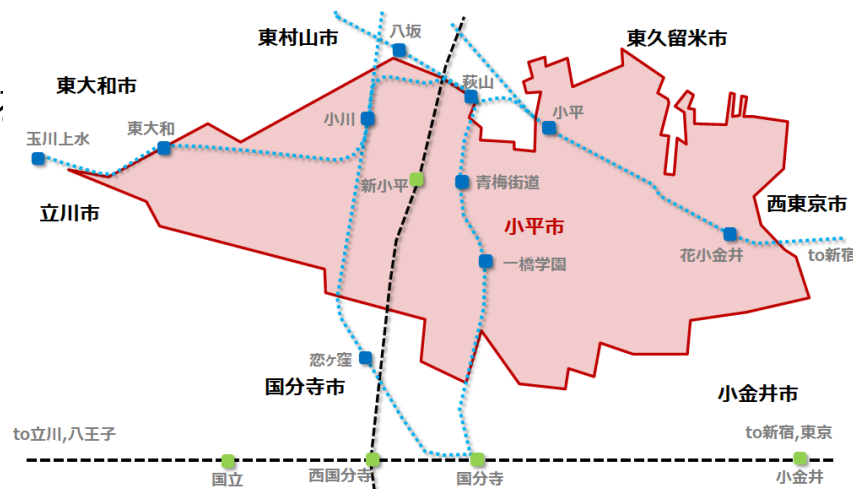 東村山市
八坂
東久留米市
東大和市
萩山
小川
小平
玉川上水
東大和
新小平
青梅街道
立川市
小平市
西東京市
花小金井
to新宿
一橋学園
恋ヶ窪
国分寺市
小金井市
to立川,八王子
to新宿,東京
国立
西国分寺
国分寺
小金井